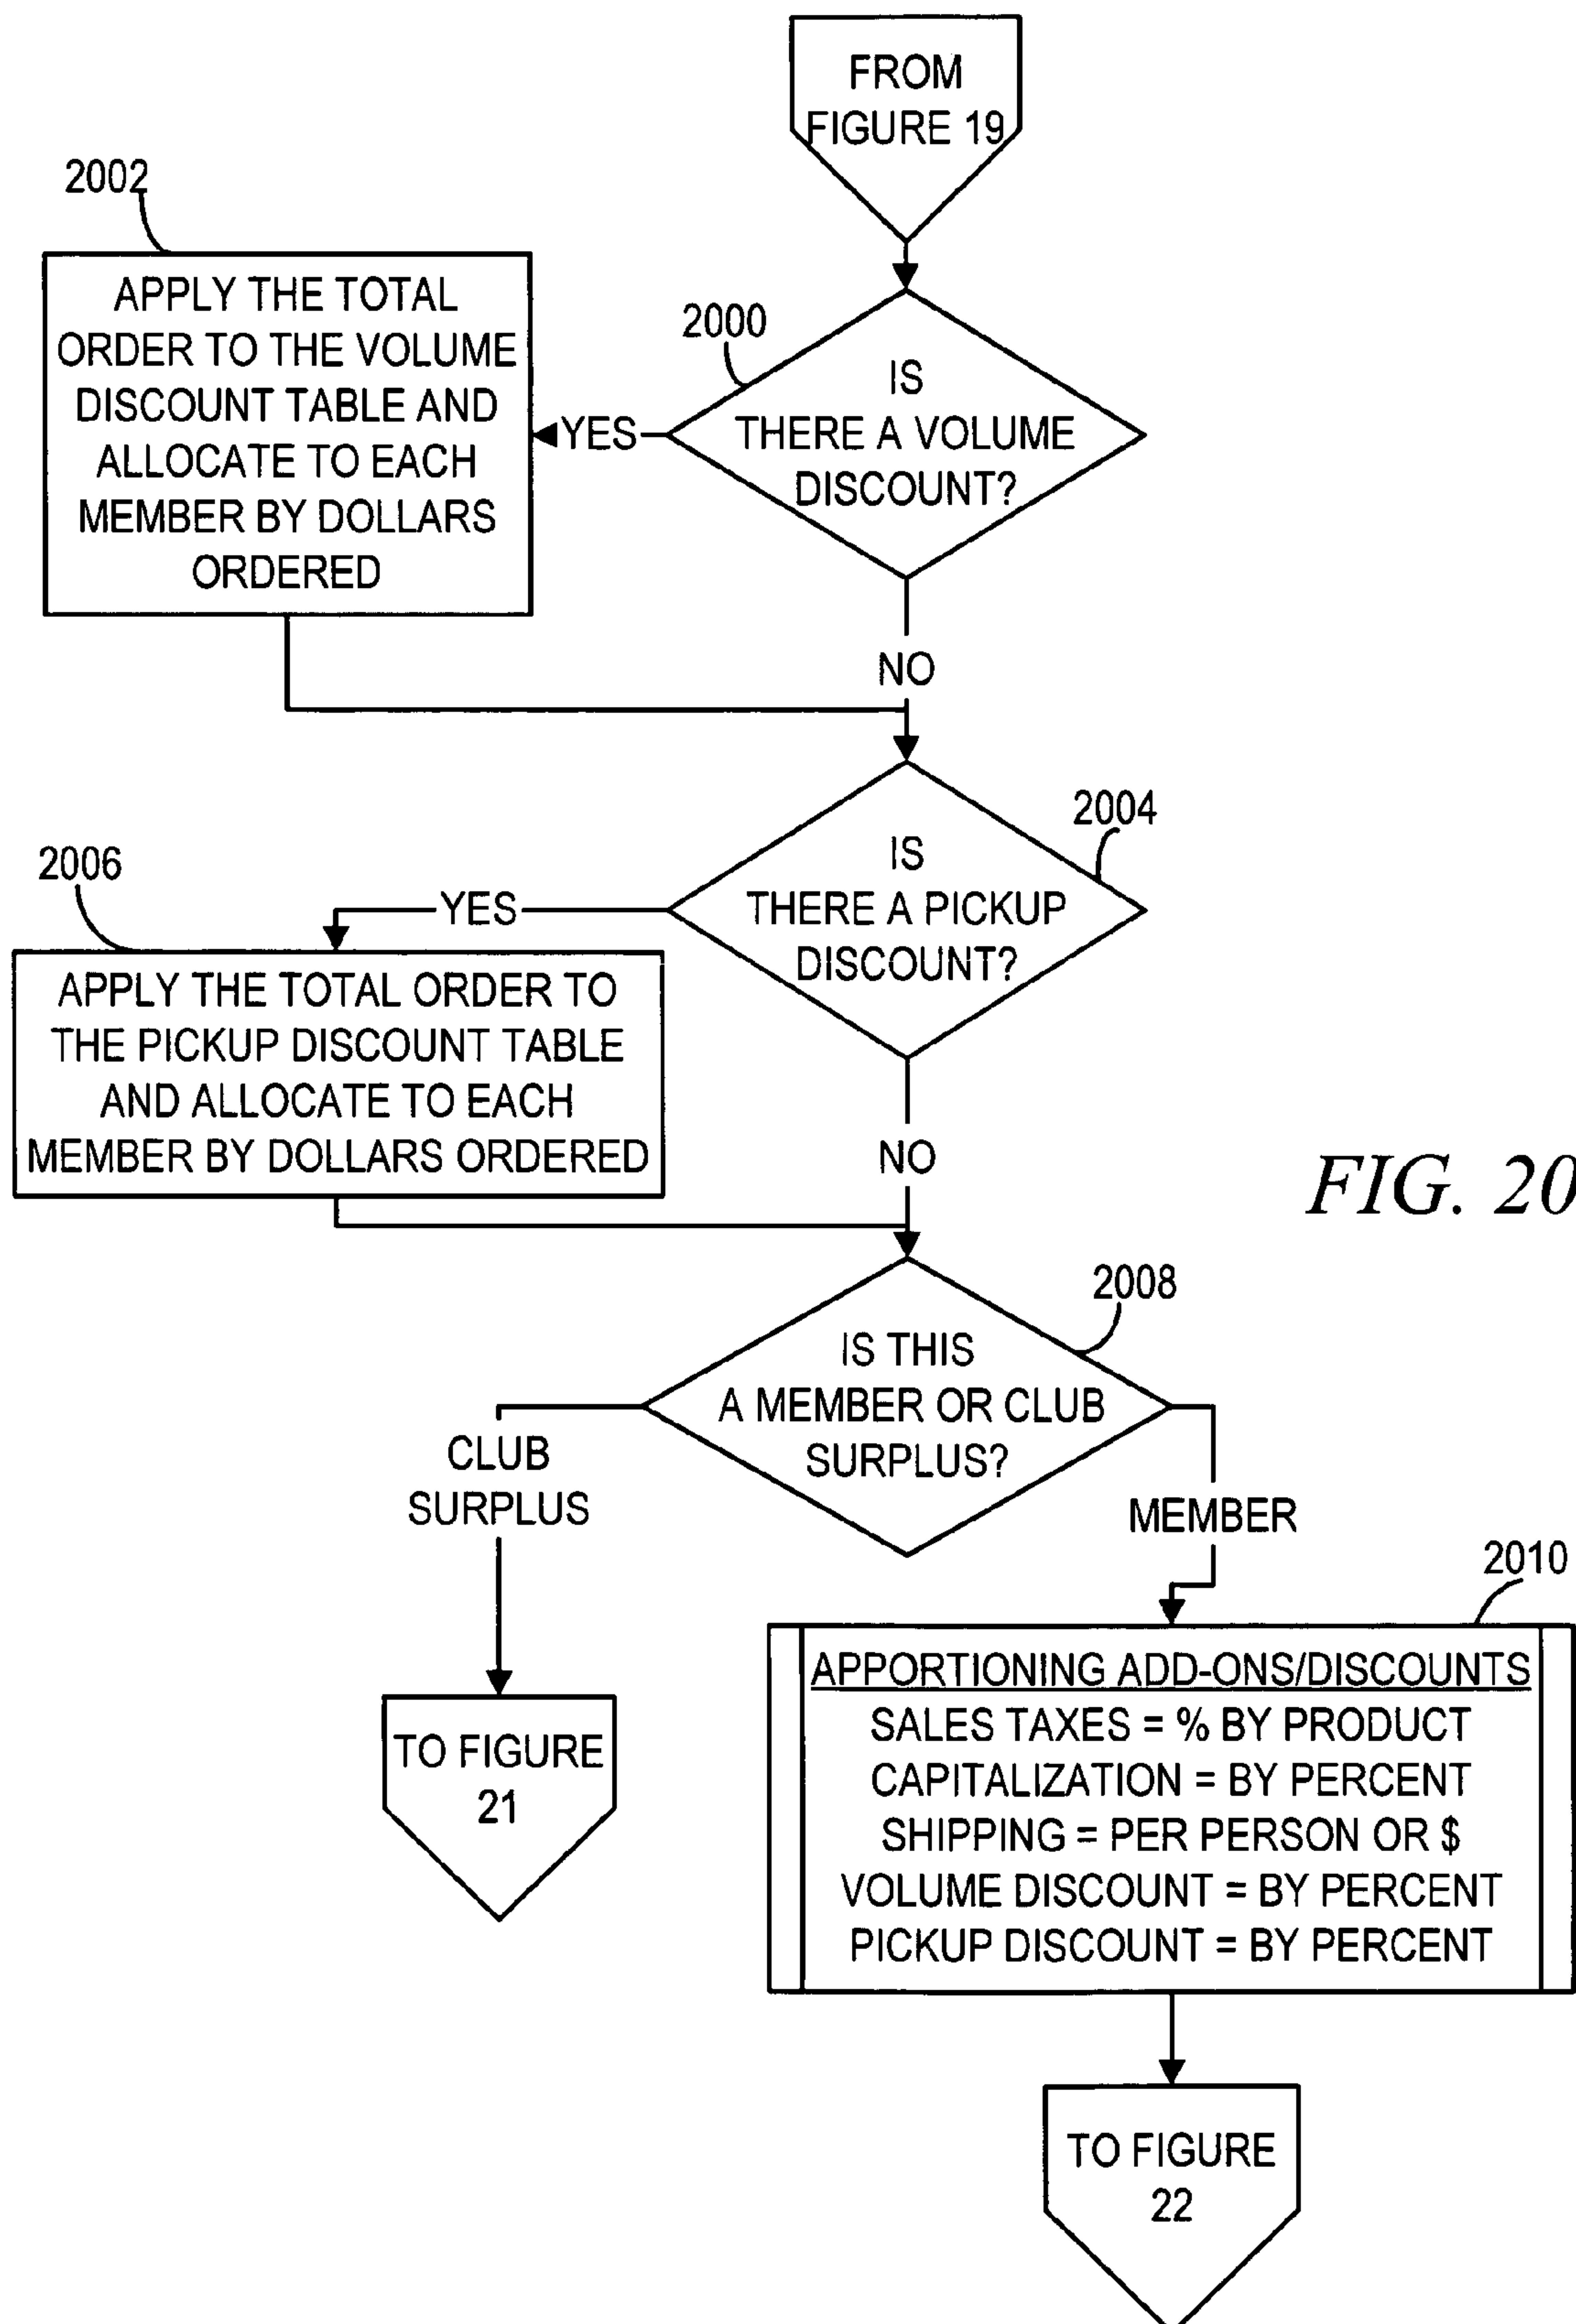 FROM
FIGURE 19
2002
APPLY THE TOTAL
ORDER TO THE VOLUME
DISCOUNT TABLE AND
ALLOCATE TO EACH
MEMBER BY DOLLARS
ORDERED
2000
IS
THERE A VOLUME
DISCOUNT?
YES
NO
2004
IS
THERE A PICKUP
DISCOUNT?
YES
2006
APPLY THE TOTAL ORDER TO
THE PICKUP DISCOUNT TABLE
AND ALLOCATE TO EACH
MEMBER BY DOLLARS ORDERED
NO
FIG. 20
2008
IS THIS
A MEMBER OR CLUB
SURPLUS?
CLUB
SURPLUS
MEMBER
TO FIGURE
21
2010
APPORTIONING ADD-ONS/DISCOUNTS
SALES TAXES = % BY PRODUCT
CAPITALIZATION = BY PERCENT
SHIPPING = PER PERSON OR $
VOLUME DISCOUNT = BY PERCENT
PICKUP DISCOUNT = BY PERCENT
TO FIGURE
22